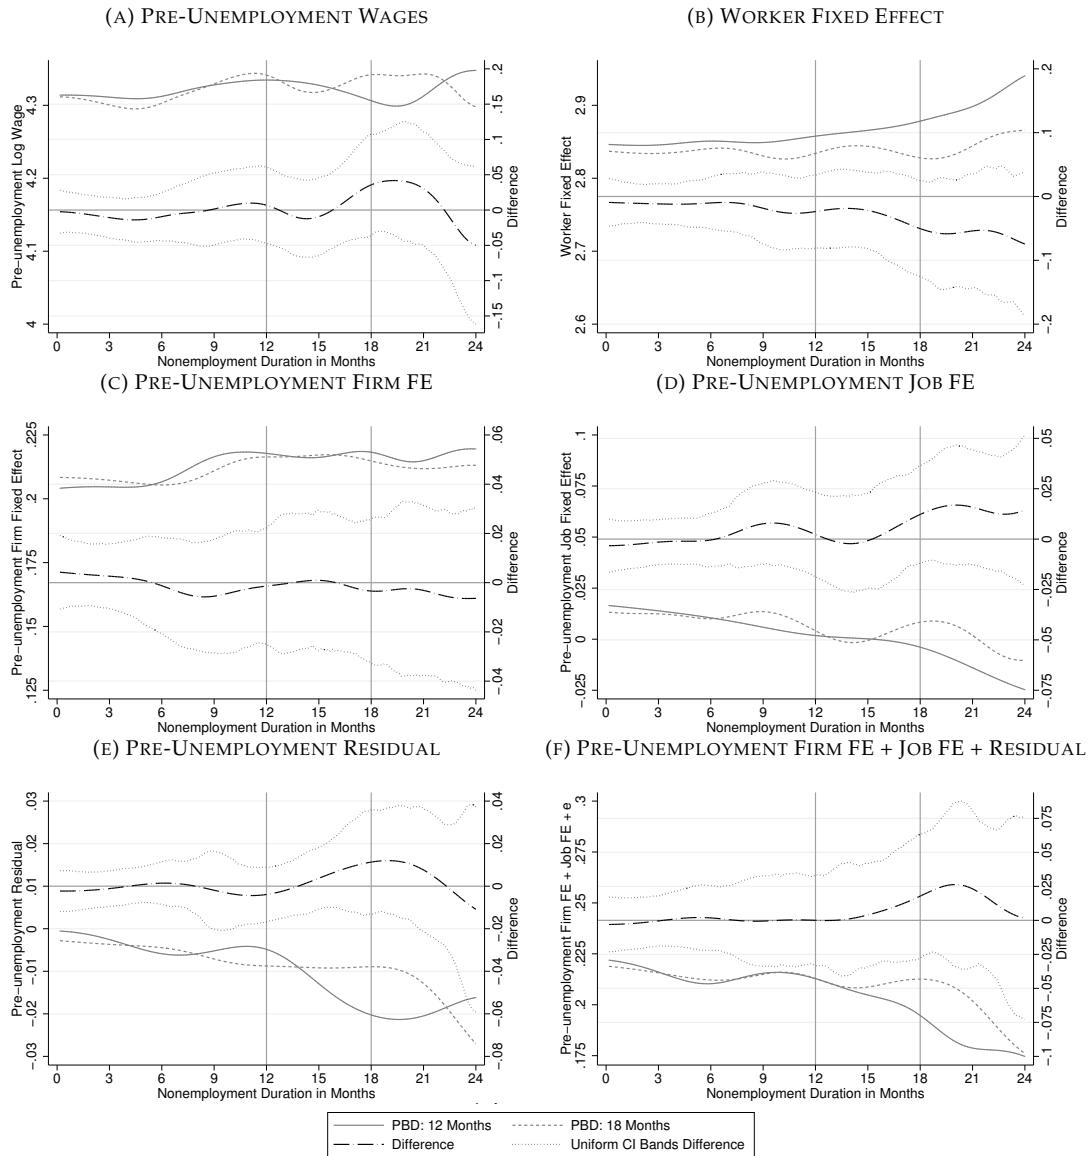 (A) PRE-UNEMPLOYMENT WAGES
Pre-unemployment Log Wage
4 4.1 4.2 4.3
-.15 -.1 -.05 0 .05 .1 .15 .2
Difference
0 3 6 9 12 15 18 21 24
Nonemployment Duration in Months
(B) WORKER FIXED EFFECT
Worker Fixed Effect
2.6 2.7 2.8 2.9
-.2 -.1 0 .1 .2
Difference
0 3 6 9 12 15 18 21 24
Nonemployment Duration in Months
(C) PRE-UNEMPLOYMENT FIRM FE
Pre-unemployment Firm Fixed Effect
.125 .15 .175 .2 .225
-.04 -.02 0 .02 .04 .06
Difference
0 3 6 9 12 15 18 21 24
Nonemployment Duration in Months
(D) PRE-UNEMPLOYMENT JOB FE
Pre-unemployment Job Fixed Effect
-.025 0 .025 .05 .075 .1
-.075 -.05 -.025 0 .025 .05
Difference
0 3 6 9 12 15 18 21 24
Nonemployment Duration in Months
(E) PRE-UNEMPLOYMENT RESIDUAL
Pre-unemployment Residual
-.03 -.02 -.01 0 .01 .02 .03
-.08 -.06 -.04 -.02 0 .02 .04
Difference
0 3 6 9 12 15 18 21 24
Nonemployment Duration in Months
(F) PRE-UNEMPLOYMENT FIRM FE + JOB FE + RESIDUAL
Pre-unemployment Firm FE + Job FE + e
.175 .2 .225 .25 .275 .3
-.1 -.075 -.05 -.025 0 .025 .05 .075
Difference
0 3 6 9 12 15 18 21 24
Nonemployment Duration in Months
PBD: 12 Months
PBD: 18 Months
Difference
Uniform CI Bands Difference